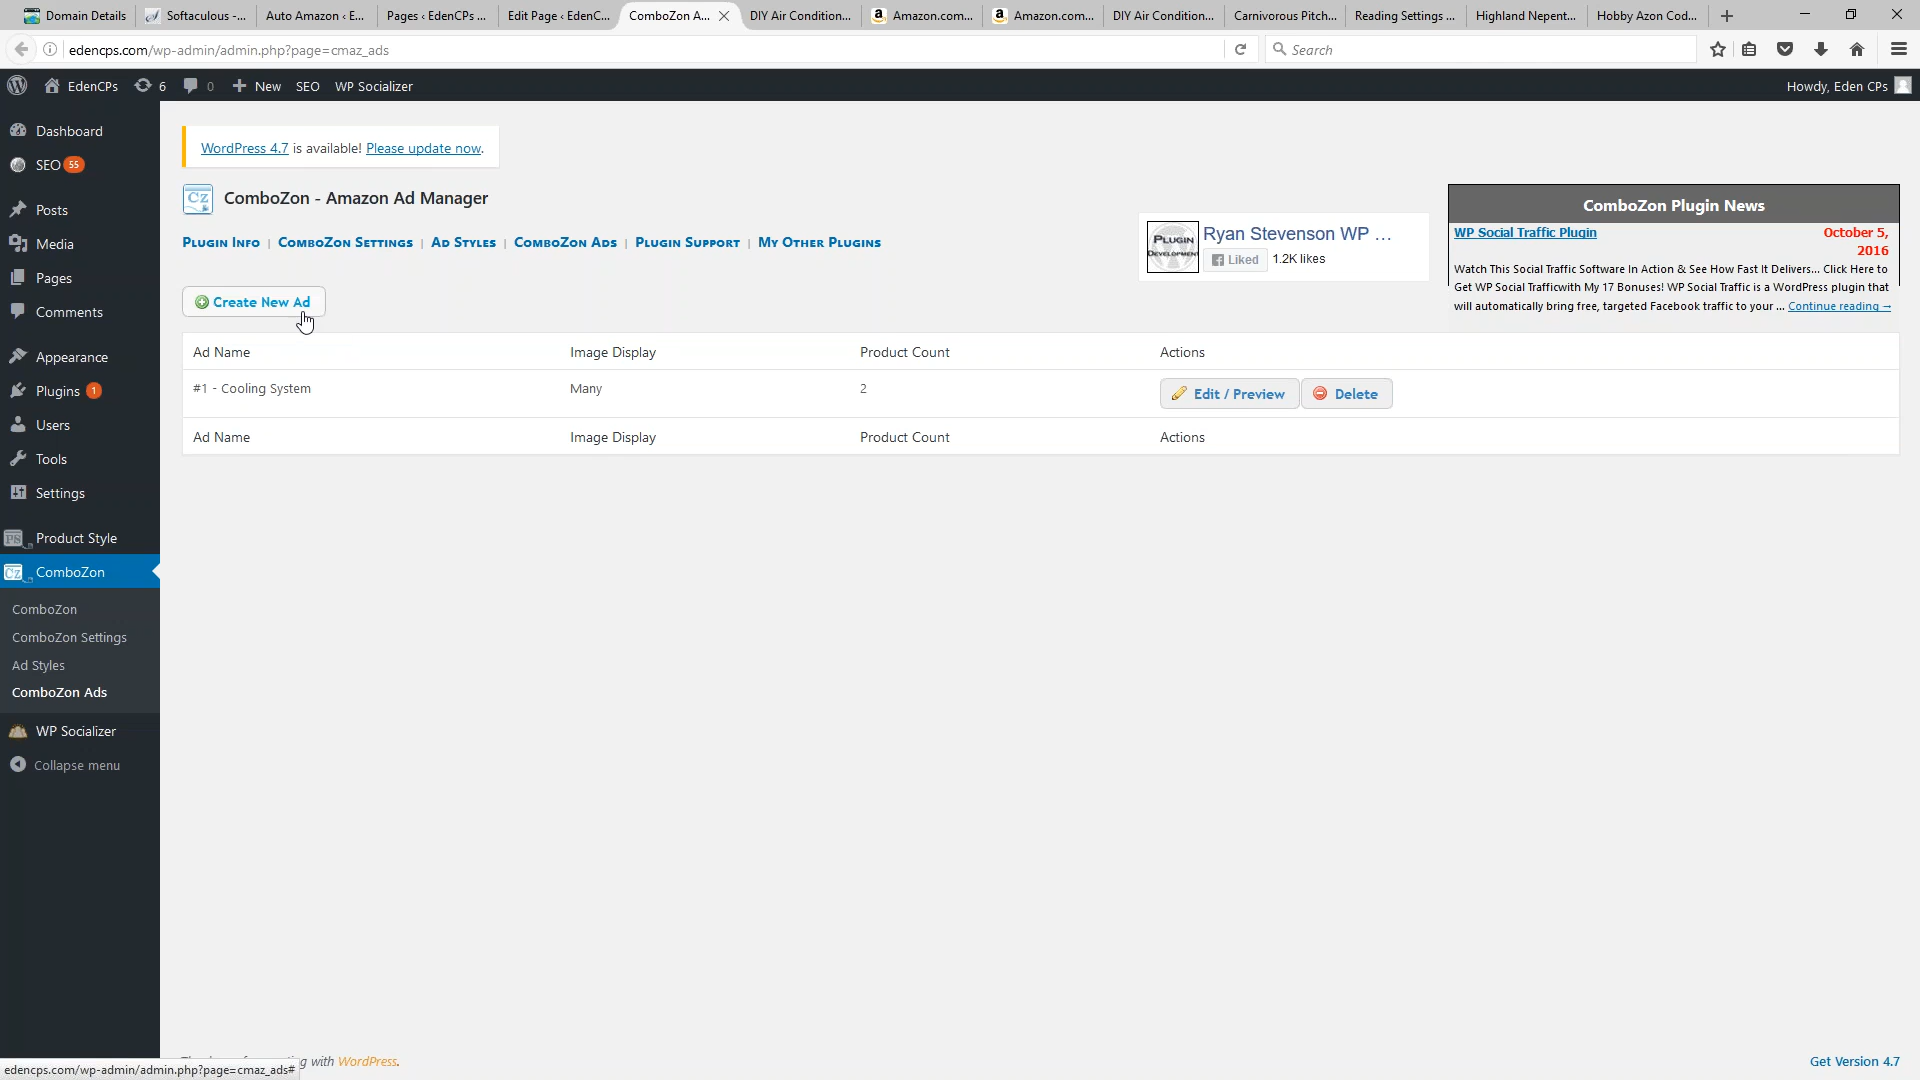 Domain Details
Softaculous -...
Auto Amazon ‹ E...
Pages ‹ EdenCPs ...
Edit Page ‹ EdenC...
ComboZon A...
DIY Air Condition...
Amazon.com...
Amazon.com...
DIY Air Condition...
Carnivorous Pitch...
Reading Settings ...
Highland Nepent...
Hobby Azon Cod...
edencps.com/wp-admin/admin.php?page=cmaz_ads
Search
EdenCPs
6
0
New
SEO
WP Socializer
Howdy, Eden CPs
Dashboard
SEO 55
Posts
Media
Pages
Comments
Appearance
Plugins 1
Users
Tools
Settings
PS Product Style
Cz ComboZon
ComboZon
ComboZon Settings
Ad Styles
ComboZon Ads
WP Socializer
Collapse menu
WordPress 4.7 is available! Please update now.
Cz ComboZon - Amazon Ad Manager
Plugin Info | ComboZon Settings | Ad Styles | ComboZon Ads | Plugin Support | My Other Plugins
Plugin
Development
Ryan Stevenson WP ...
Liked 1.2K likes
ComboZon Plugin News
WP Social Traffic Plugin October 5,
2016
Watch This Social Traffic Software In Action & See How Fast It Delivers... Click Here to
Get WP Social Trafficwith My 17 Bonuses! WP Social Traffic is a WordPress plugin that
will automatically bring free, targeted Facebook traffic to your ... Continue reading →
Create New Ad
Ad Name Image Display Product Count Actions
#1 - Cooling System Many 2 Edit / Preview Delete
Ad Name Image Display Product Count Actions
g with WordPress.
Get Version 4.7
edencps.com/wp-admin/admin.php?page=cmaz_ads#